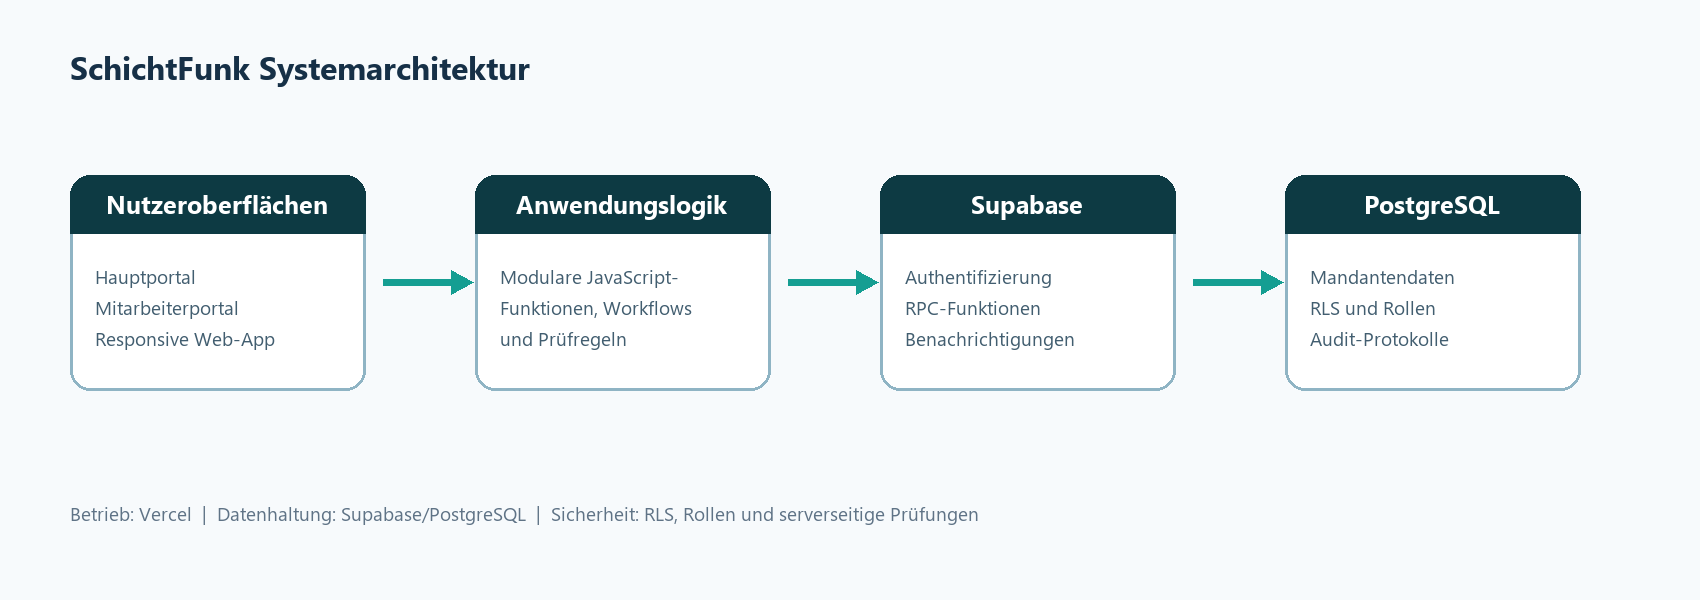 SchichtFunk Systemarchitektur
Nutzeroberflächen
Hauptportal
Mitarbeiterportal
Responsive Web-App
Anwendungslogik
Modulare JavaScript-
Funktionen, Workflows
und Prüfregeln
Supabase
Authentifizierung
RPC-Funktionen
Benachrichtigungen
PostgreSQL
Mandantendaten
RLS und Rollen
Audit-Protokolle
Betrieb: Vercel | Datenhaltung: Supabase/PostgreSQL | Sicherheit: RLS, Rollen und serverseitige Prüfungen